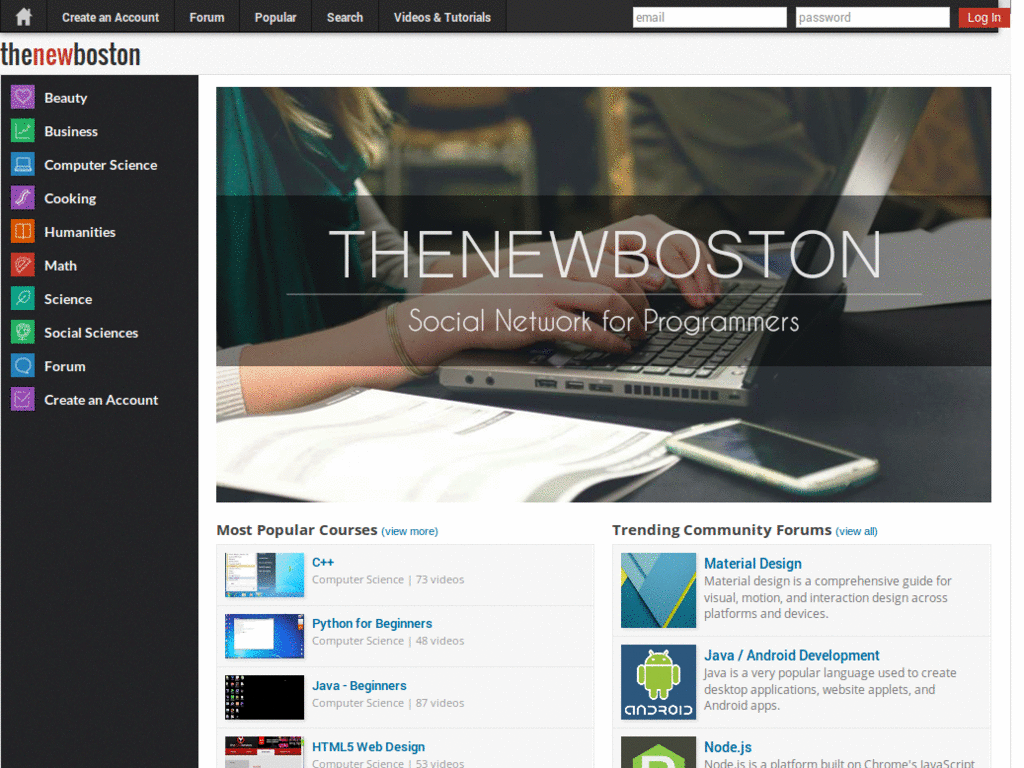 Create an Account
Forum
Popular
Search
Videos & Tutorials
email
password
Log In
thenewboston
Beauty
Business
Computer Science
Cooking
Humanities
Math
Science
Social Sciences
Forum
Create an Account
THENEWBOSTON
Social Network for Programmers
Most Popular Courses (view more)
C++
Computer Science | 73 videos
Python for Beginners
Computer Science | 48 videos
Java - Beginners
Computer Science | 87 videos
HTML5 Web Design
Computer Science | 53 videos
Trending Community Forums (view all)
Material Design
Material design is a comprehensive guide for
visual, motion, and interaction design across
platforms and devices.
Java / Android Development
Java is a very popular language used to create
desktop applications, website applets, and
Android apps.
ANDROID
Node.js
Node.js is a platform built on Chrome's JavaScript